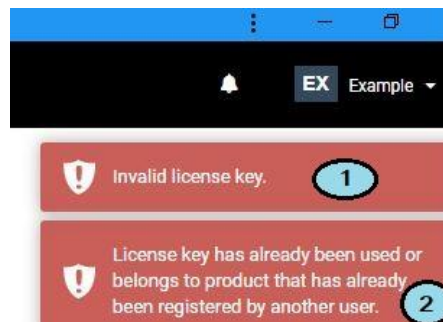 EX Example
Invalid license key.
1
License key has already been used or
belongs to product that has already
been registered by another user.
2